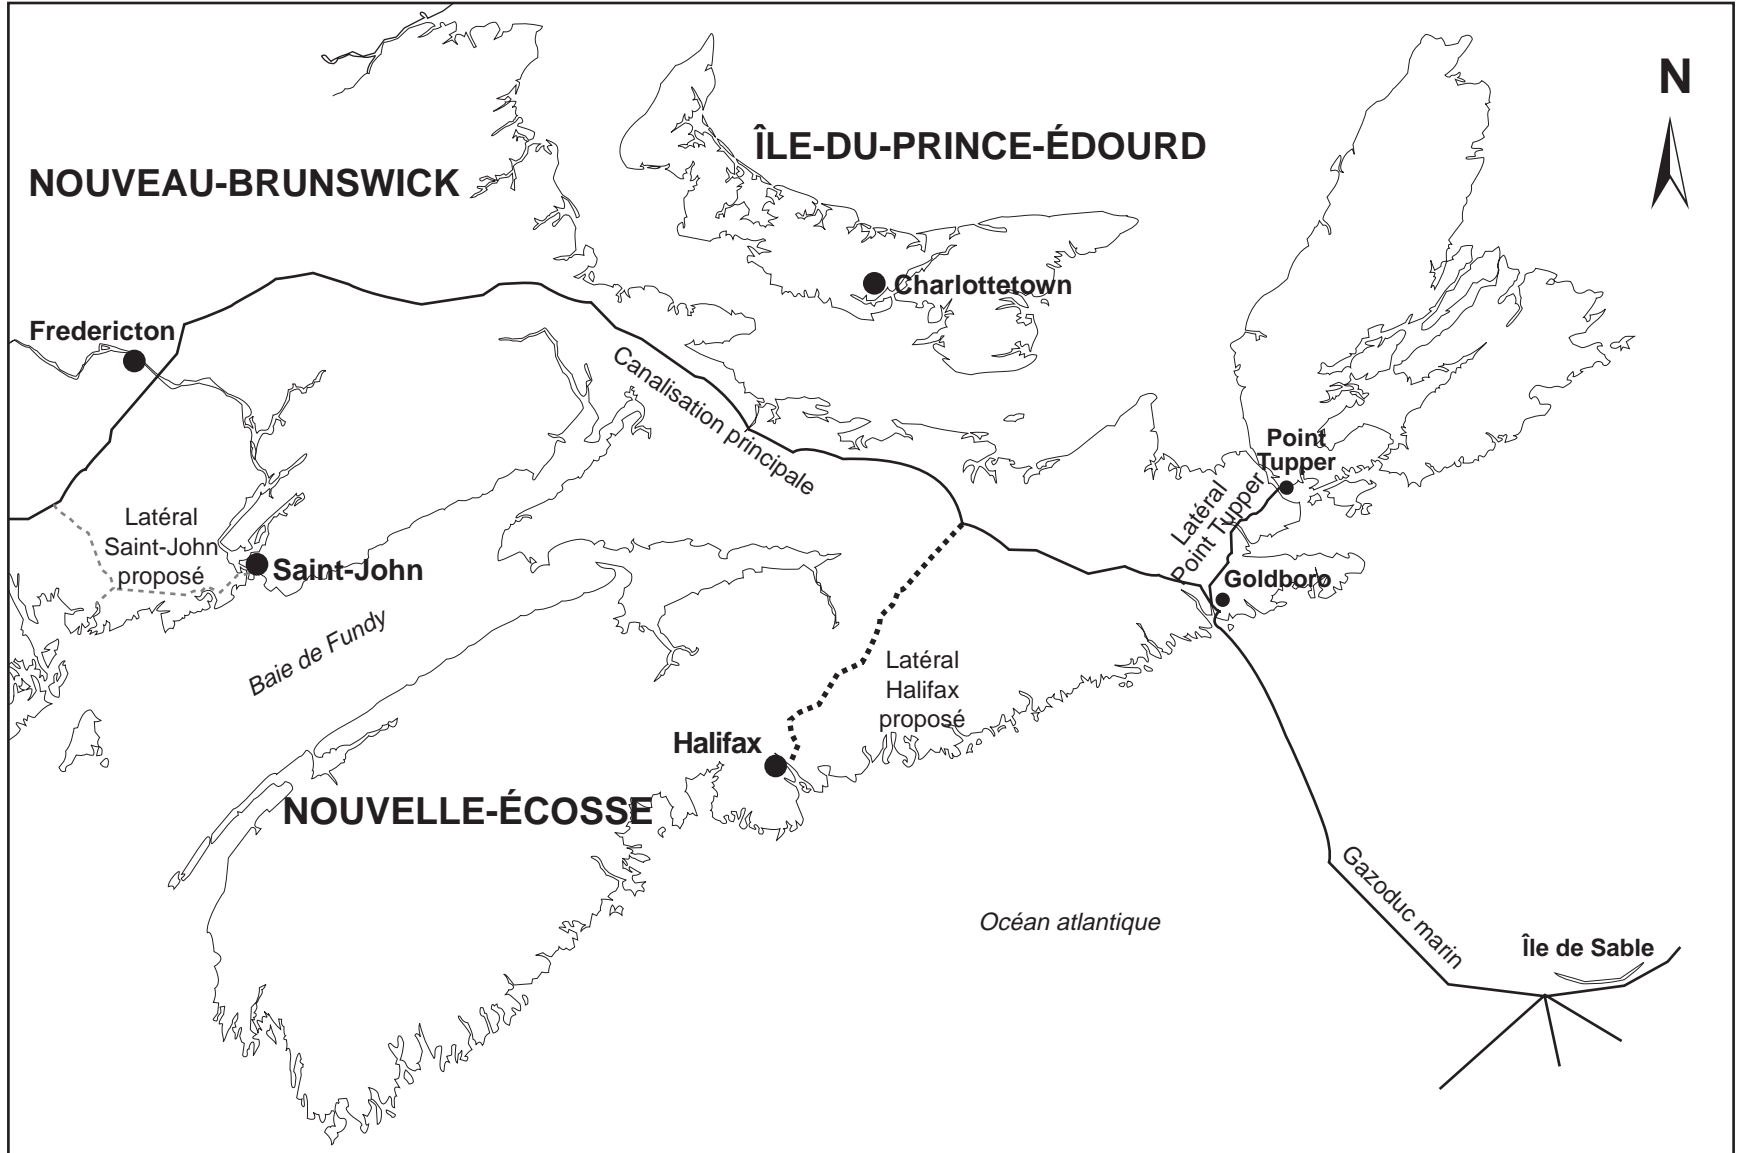 N
ÎLE-DU-PRINCE-ÉDOURD
NOUVEAU-BRUNSWICK
Charlottetown
Fredericton
Canalisation principale
Point
Tupper
Latéral
Point Tupper
Latéral
Saint-John
proposé
Saint-John
Goldboro
Baie de Fundy
Latéral
Halifax
proposé
Halifax
NOUVELLE-ÉCOSSE
Gazoduc marin
Océan atlantique
Île de Sable